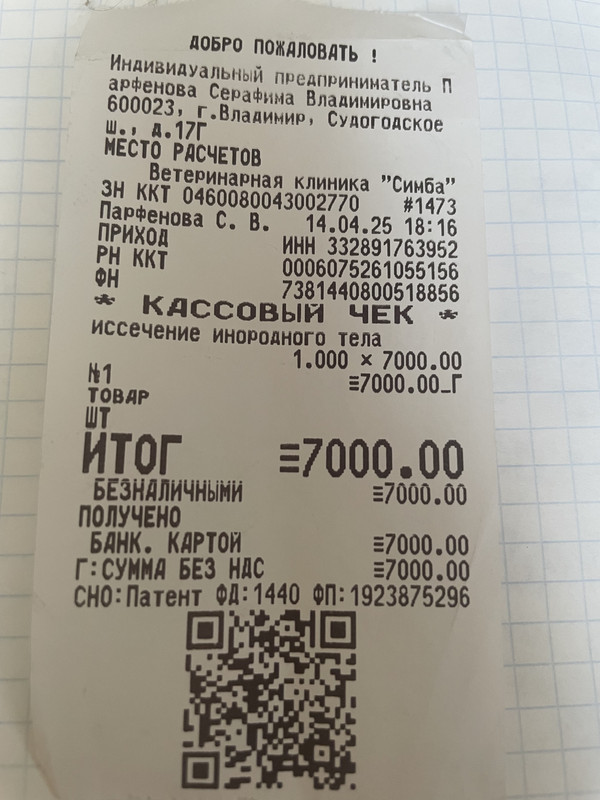 ДОБРО ПОЖАЛОВАТЬ !
Индивидуальный предприниматель П
арфенова Серафима Владимировна
600023, г.Владимир, Судогодское
ш., д.17Г
МЕСТО РАСЧЕТОВ
Ветеринарная клиника "Симба"
ЗН ККТ 0460080043002770 #1473
Парфенова С. В. 14.04.25 18:16
ПРИХОД ИНН 332891763952
РН ККТ 0006075261055156
ФН 7381440800518856
* КАССОВЫЙ ЧЕК *
иссечение инородного тела
1.000 × 7000.00
№1 ≡7000.00_Г
ТОВАР
ШТ
ИТОГ ≡7000.00
БЕЗНАЛИЧНЫМИ ≡7000.00
ПОЛУЧЕНО
БАНК. КАРТОЙ ≡7000.00
Г:СУММА БЕЗ НДС ≡7000.00
СНО:Патент ФД:1440 ФП:1923875296